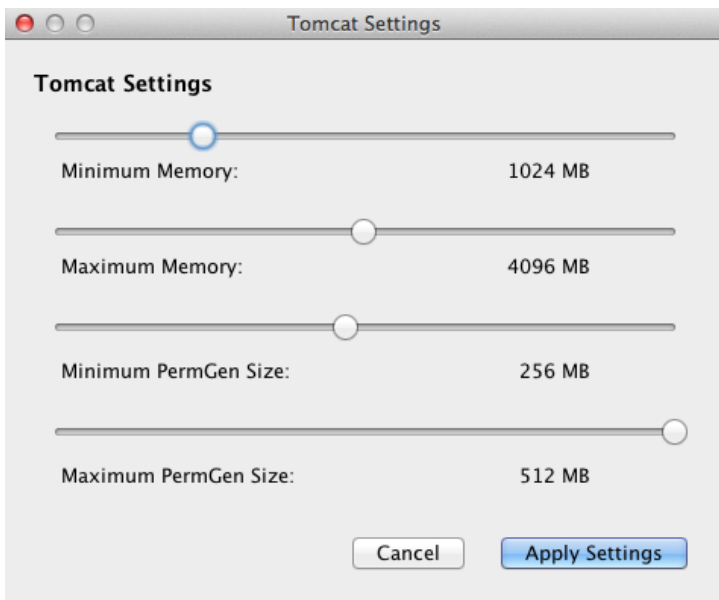 Tomcat Settings
Tomcat Settings
Minimum Memory: 1024 MB
Maximum Memory: 4096 MB
Minimum PermGen Size: 256 MB
Maximum PermGen Size: 512 MB
Cancel Apply Settings